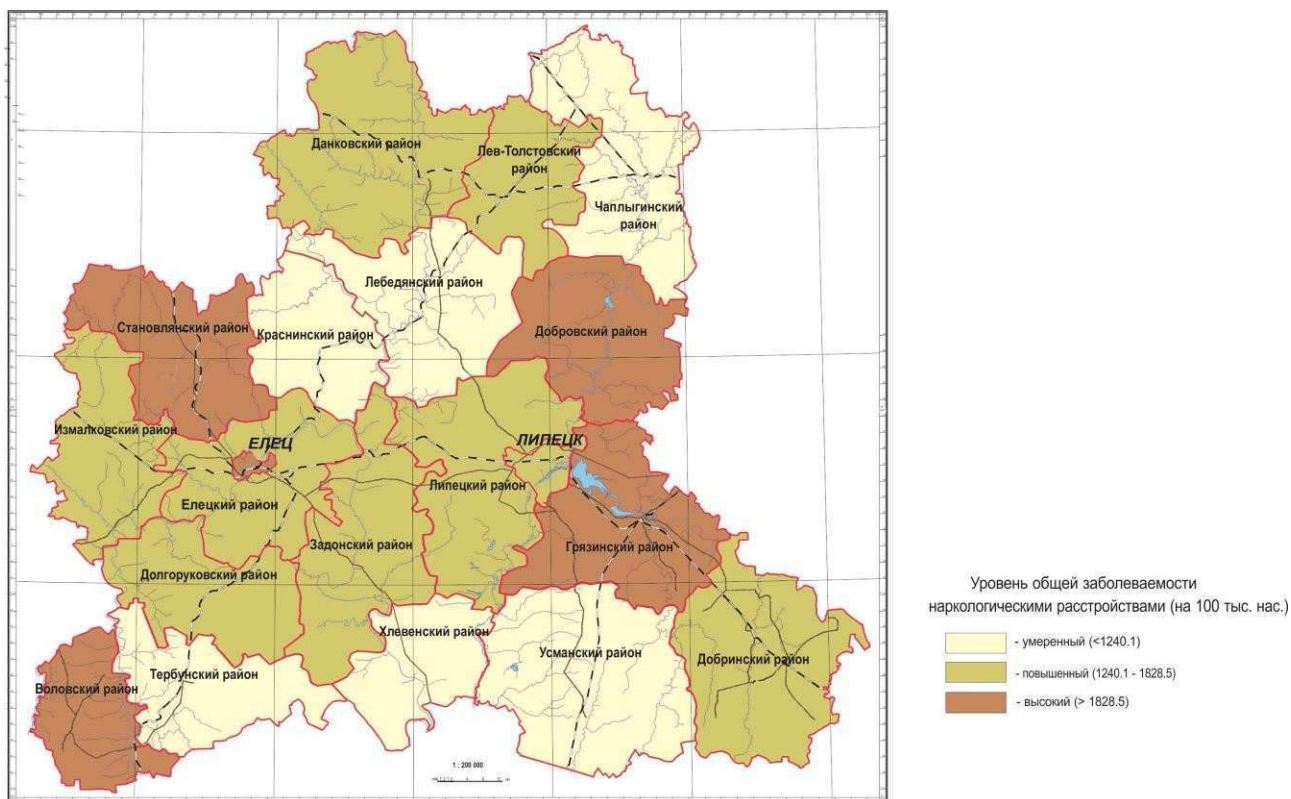 Данковский район
Лев-Толстовский
район
Чаплыгинский
район
Лебедянский район
Становлянский район
Краснинский район
Добровский район
Измалковский район
ЕЛЕЦ
ЛИПЕЦК
Липецкий район
Елецкий район
Задонский район
Грязинский район
Долгоруковский район
Хлевенский район
Усманский район
Добринский район
Тербунский район
Воловский район
1 : 200 000
Уровень общей заболеваемости
наркологическими расстройствами (на 100 тыс. нас.)
- умеренный (<1240.1)
- повышенный (1240.1 - 1828.5)
- высокий (> 1828.5)